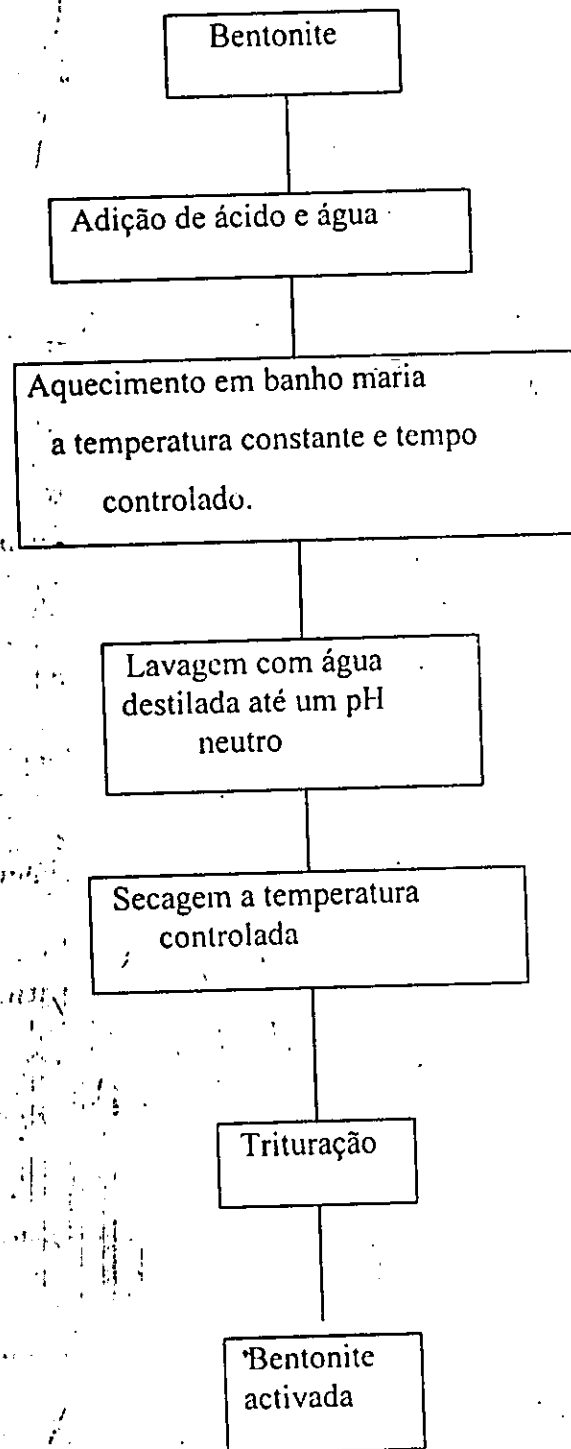 Bentonite
Adição de ácido e água
Aquecimento em banho maria
a temperatura constante e tempo
controlado.
Lavagem com água
destilada até um pH
neutro
Secagem a temperatura
controlada
Trituração
Bentonite
activada